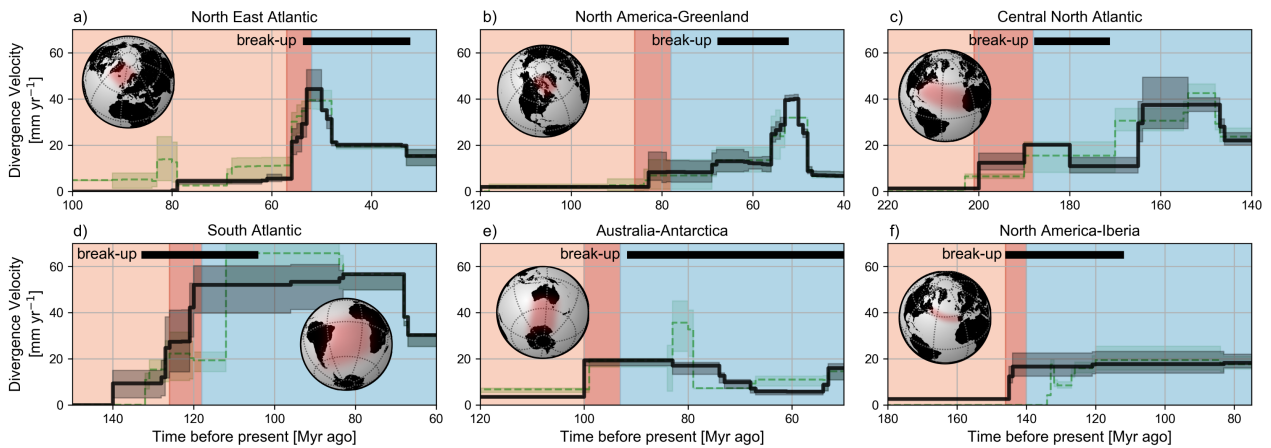 a) North East Atlantic
b) North America-Greenland
c) Central North Atlantic
Divergence Velocity
[mm yr⁻¹]
60
40
20
0
break-up
break-up
break-up
100 80 60 40
120 100 80 60 40
220 200 180 160 140
d) South Atlantic
e) Australia-Antarctica
f) North America-Iberia
Divergence Velocity
[mm yr⁻¹]
60
40
20
0
break-up
break-up
break-up
140 120 100 80 60
120 100 80 60
180 160 140 120 100 80
Time before present [Myr ago]
Time before present [Myr ago]
Time before present [Myr ago]